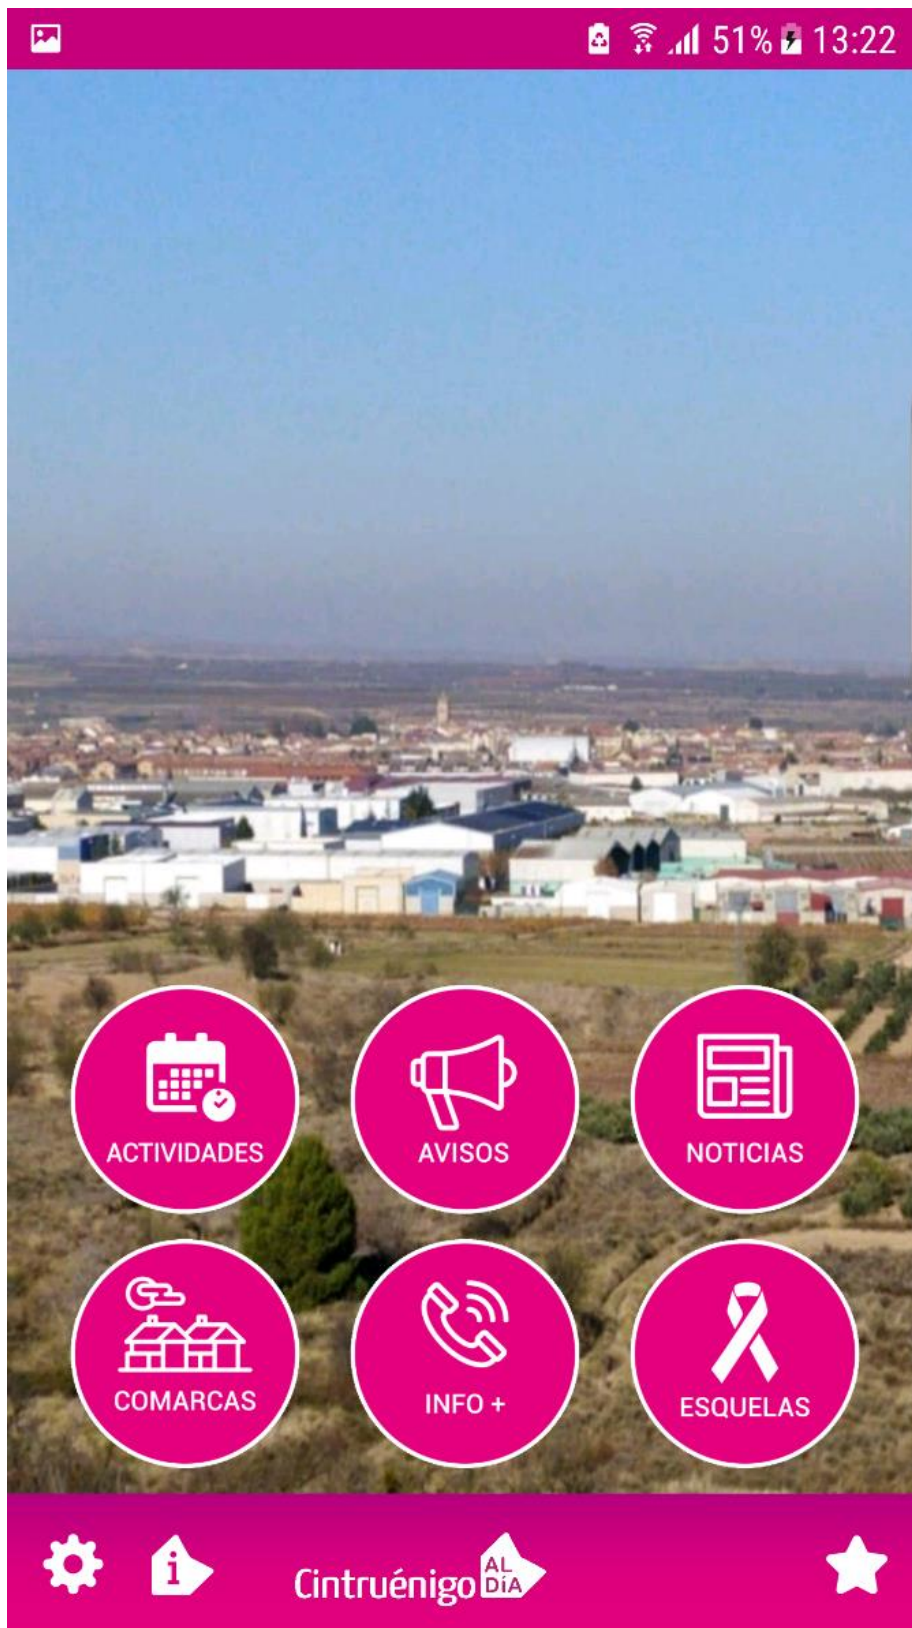 51% 13:22
ACTIVIDADES
AVISOS
NOTICIAS
COMARCAS
INFO +
ESQUELAS
i
Cintruénigo AL
DÍA